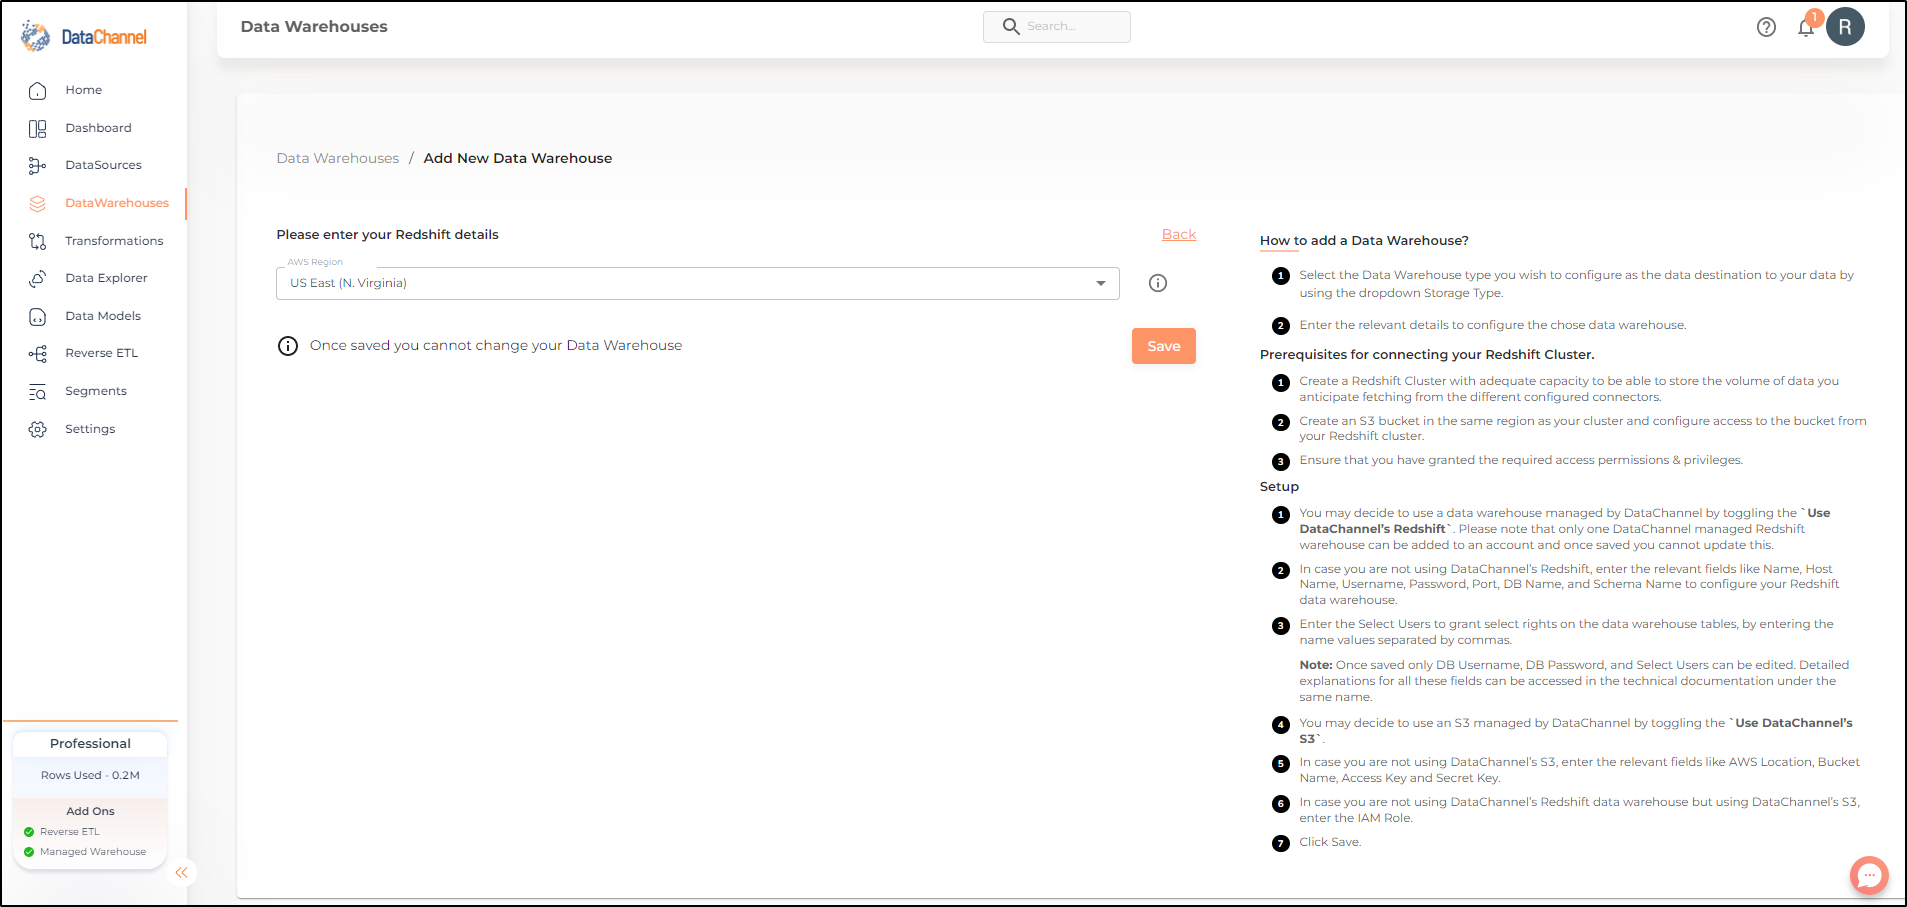 DataChannel
Data Warehouses
Search...
1
R
Home
Dashboard
DataSources
DataWarehouses
Transformations
Data Explorer
Data Models
Reverse ETL
Segments
Settings
Professional
Rows Used - 0.2M
Add Ons
Reverse ETL
Managed Warehouse
Data Warehouses / Add New Data Warehouse
Please enter your Redshift details
Back
AWS Region
US East (N. Virginia)
Once saved you cannot change your Data Warehouse
Save
How to add a Data Warehouse?
1 Select the Data Warehouse type you wish to configure as the data destination to your data by
using the dropdown Storage Type.
2 Enter the relevant details to configure the chose data warehouse.
Prerequisites for connecting your Redshift Cluster.
1 Create a Redshift Cluster with adequate capacity to be able to store the volume of data you
anticipate fetching from the different configured connectors.
2 Create an S3 bucket in the same region as your cluster and configure access to the bucket from
your Redshift cluster.
3 Ensure that you have granted the required access permissions & privileges.
Setup
1 You may decide to use a data warehouse managed by DataChannel by toggling the `Use
DataChannel's Redshift`. Please note that only one DataChannel managed Redshift
warehouse can be added to an account and once saved you cannot update this.
2 In case you are not using DataChannel's Redshift, enter the relevant fields like Name, Host
Name, Username, Password, Port, DB Name, and Schema Name to configure your Redshift
data warehouse.
3 Enter the Select Users to grant select rights on the data warehouse tables, by entering the
name values separated by commas.
Note: Once saved only DB Username, DB Password, and Select Users can be edited. Detailed
explanations for all these fields can be accessed in the technical documentation under the
same name.
4 You may decide to use an S3 managed by DataChannel by toggling the `Use DataChannel's
S3`.
5 In case you are not using DataChannel's S3, enter the relevant fields like AWS Location, Bucket
Name, Access Key and Secret Key.
6 In case you are not using DataChannel's Redshift data warehouse but using DataChannel's S3,
enter the IAM Role.
7 Click Save.